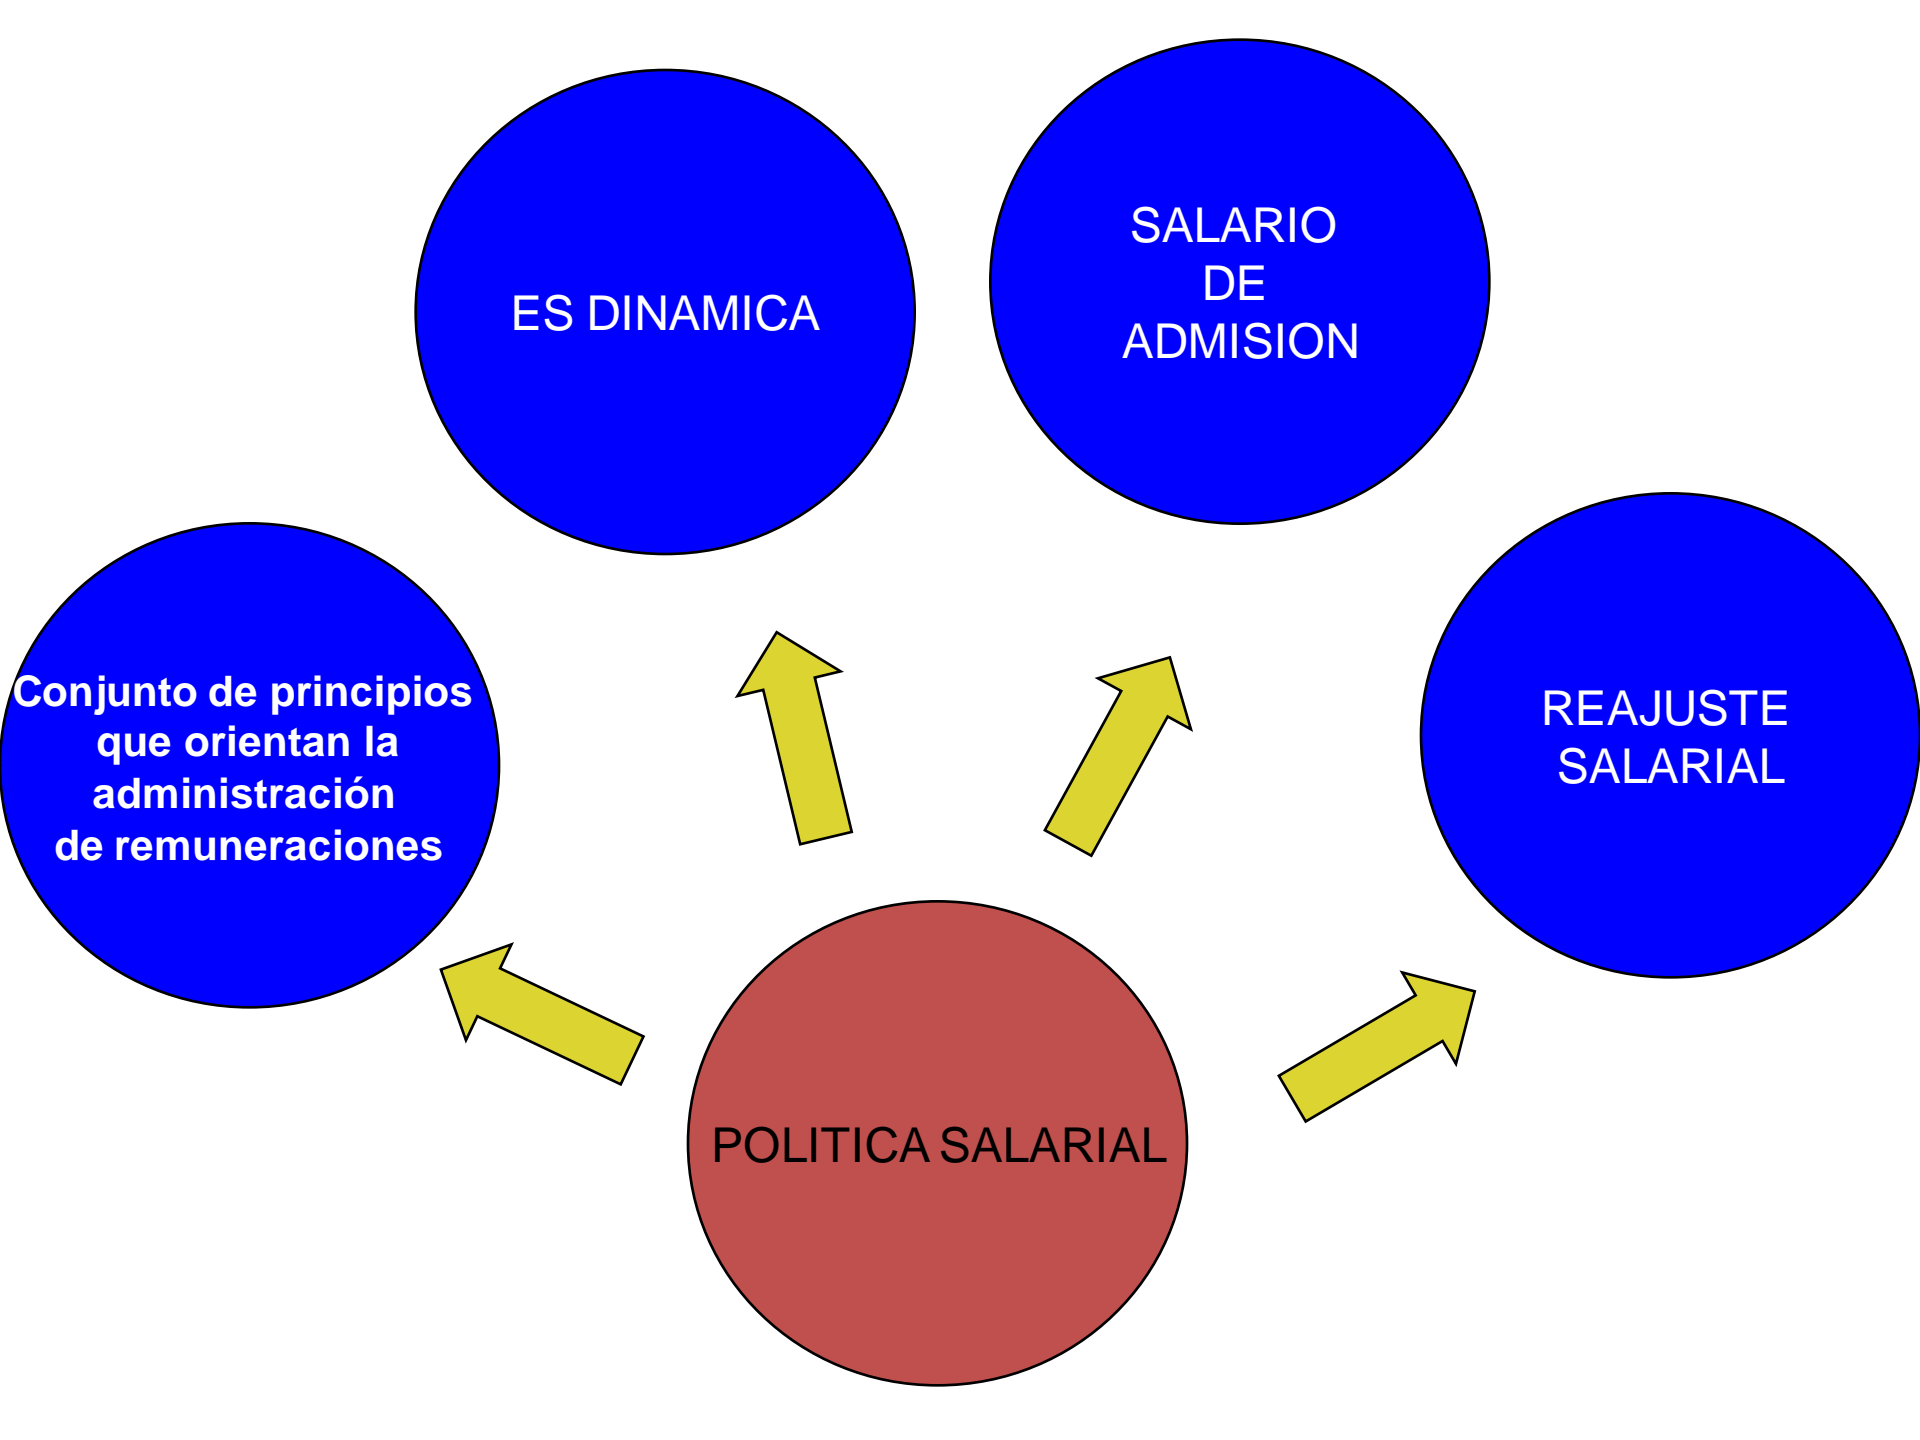 ES DINAMICA
SALARIO
DE
ADMISION
Conjunto de principios
que orientan la
administración
de remuneraciones
REAJUSTE
SALARIAL
POLITICA SALARIAL